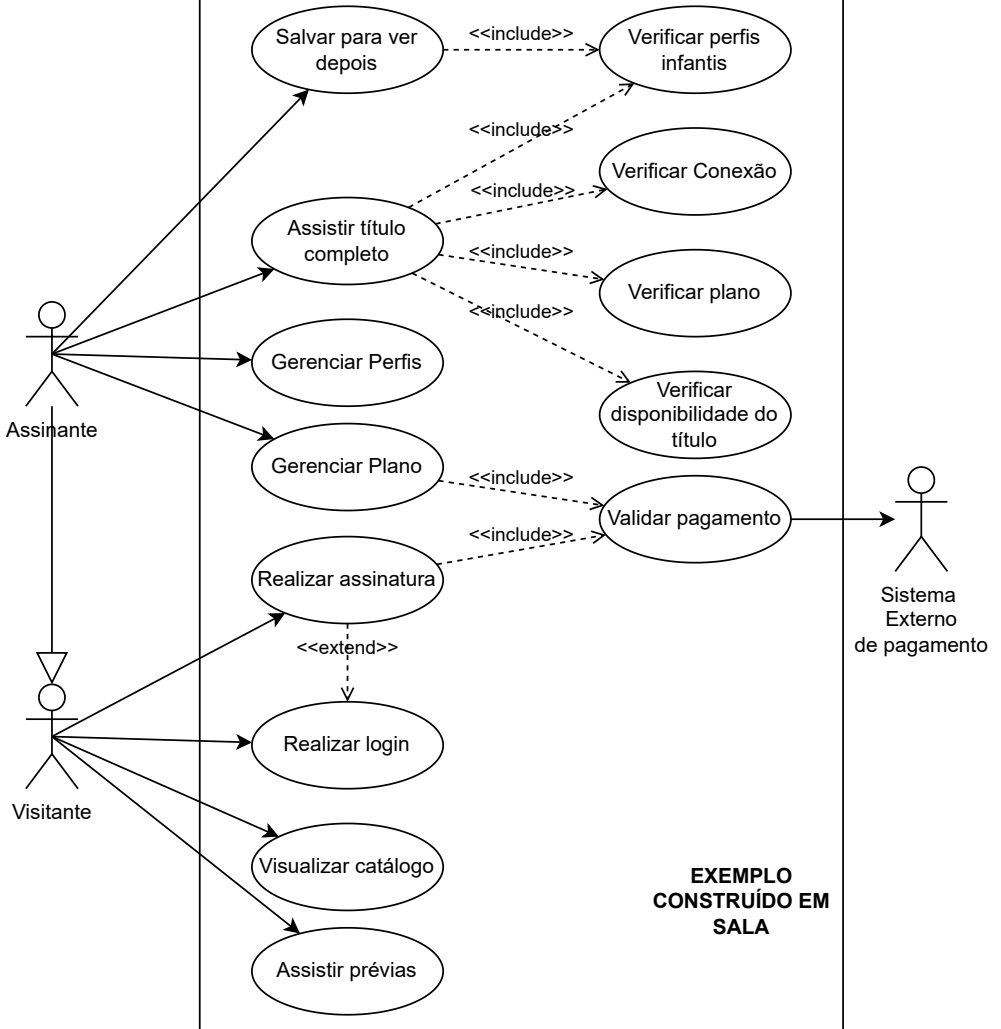 Salvar para ver
depois
<<include>>
Verificar perfis
infantis
<<include>>
Verificar Conexão
<<include>>
Assistir título
completo
<<include>>
Verificar plano
<<include>>
Gerenciar Perfis
Verificar
disponibilidade do
título
Assinante
Gerenciar Plano
<<include>>
Validar pagamento
<<include>>
Realizar assinatura
Sistema
Externo
de pagamento
<<extend>>
Realizar login
Visitante
Visualizar catálogo
EXEMPLO
CONSTRUÍDO EM
SALA
Assistir prévias